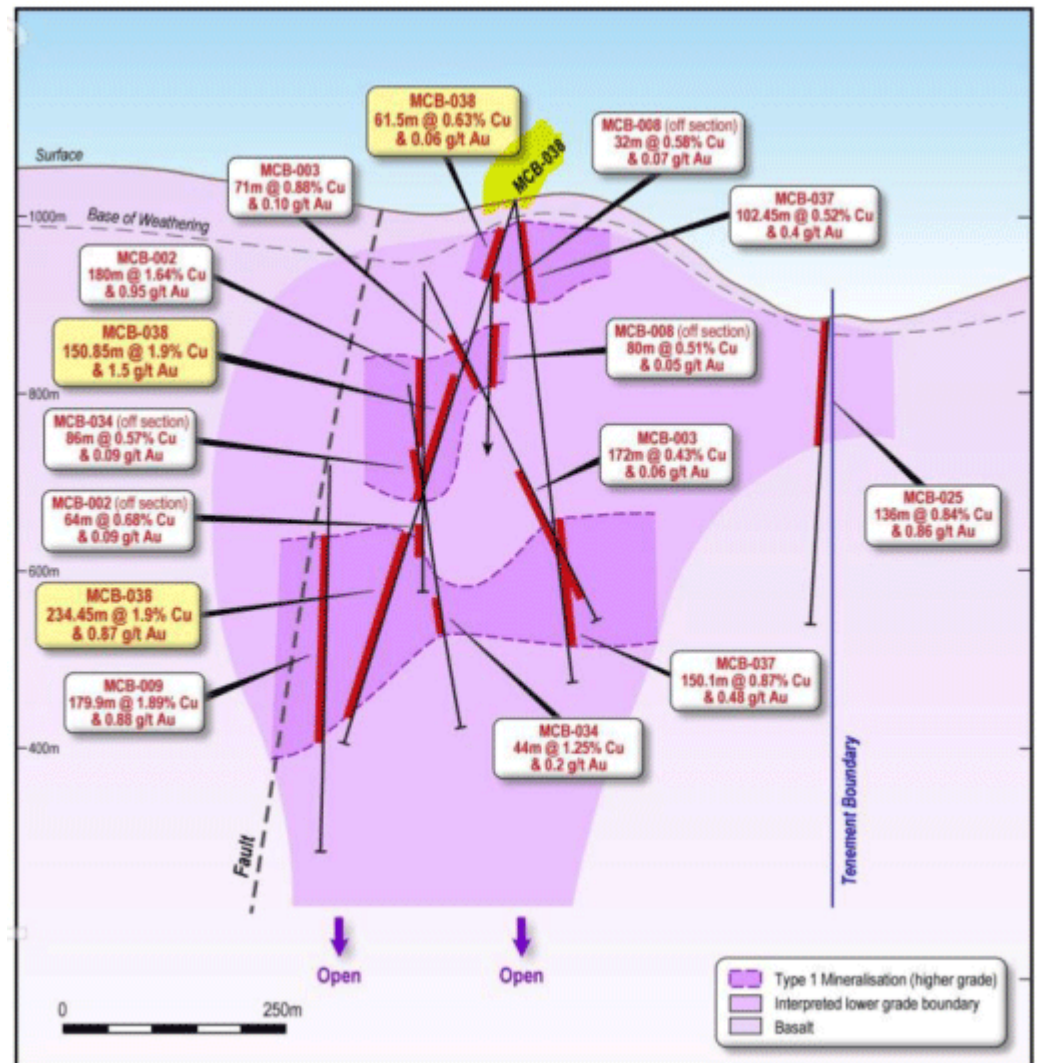 MCB-038
61.5m @ 0.63% Cu
& 0.06 g/t Au
MCB-038
MCB-008 (off section)
32m @ 0.58% Cu
& 0.07 g/t Au
Surface
MCB-003
71m @ 0.88% Cu
& 0.10 g/t Au
MCB-037
102.45m @ 0.52% Cu
& 0.4 g/t Au
1000m
Base of Weathering
MCB-002
180m @ 1.64% Cu
& 0.95 g/t Au
MCB-038
150.85m @ 1.9% Cu
& 1.5 g/t Au
MCB-008 (off section)
80m @ 0.51% Cu
& 0.05 g/t Au
800m
MCB-034 (off section)
86m @ 0.57% Cu
& 0.09 g/t Au
MCB-003
172m @ 0.43% Cu
& 0.06 g/t Au
MCB-002 (off section)
64m @ 0.68% Cu
& 0.09 g/t Au
MCB-025
136m @ 0.84% Cu
& 0.86 g/t Au
600m
MCB-038
234.45m @ 1.9% Cu
& 0.87 g/t Au
MCB-009
179.9m @ 1.89% Cu
& 0.88 g/t Au
MCB-037
150.1m @ 0.87% Cu
& 0.48 g/t Au
MCB-034
44m @ 1.25% Cu
& 0.2 g/t Au
400m
Fault
Tenement Boundary
Open
Open
Type 1 Mineralisation (higher grade)
Interpreted lower grade boundary
Basalt
0
250m